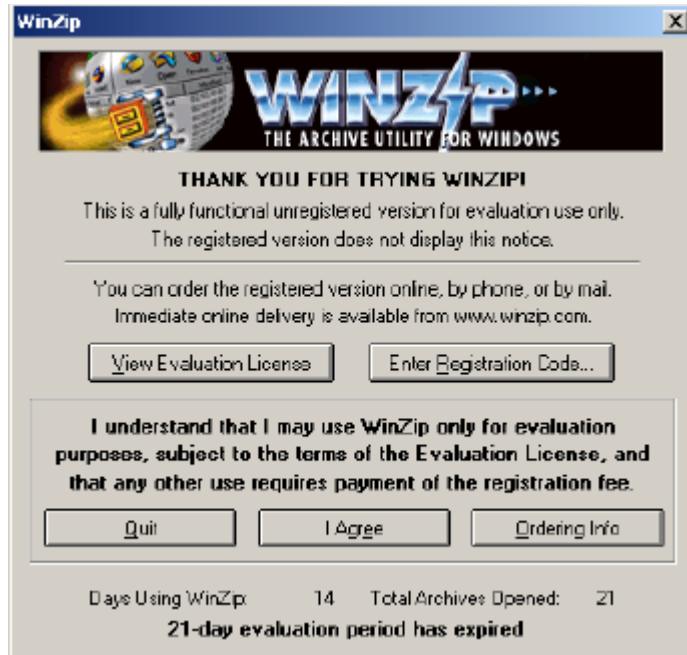 WinZip
WINZIP
THE ARCHIVE UTILITY FOR WINDOWS
THANK YOU FOR TRYING WINZIP!
This is a fully functional unregistered version for evaluation use only.
The registered version does not display this notice.
You can order the registered version online, by phone, or by mail.
Immediate online delivery is available from www.winzip.com.
View Evaluation License
Enter Registration Code...
I understand that I may use WinZip only for evaluation
purposes, subject to the terms of the Evaluation License, and
that any other use requires payment of the registration fee.
Quit
I Agree
Ordering Info
Days Using WinZip: 14 Total Archives Opened: 21
21-day evaluation period has expired